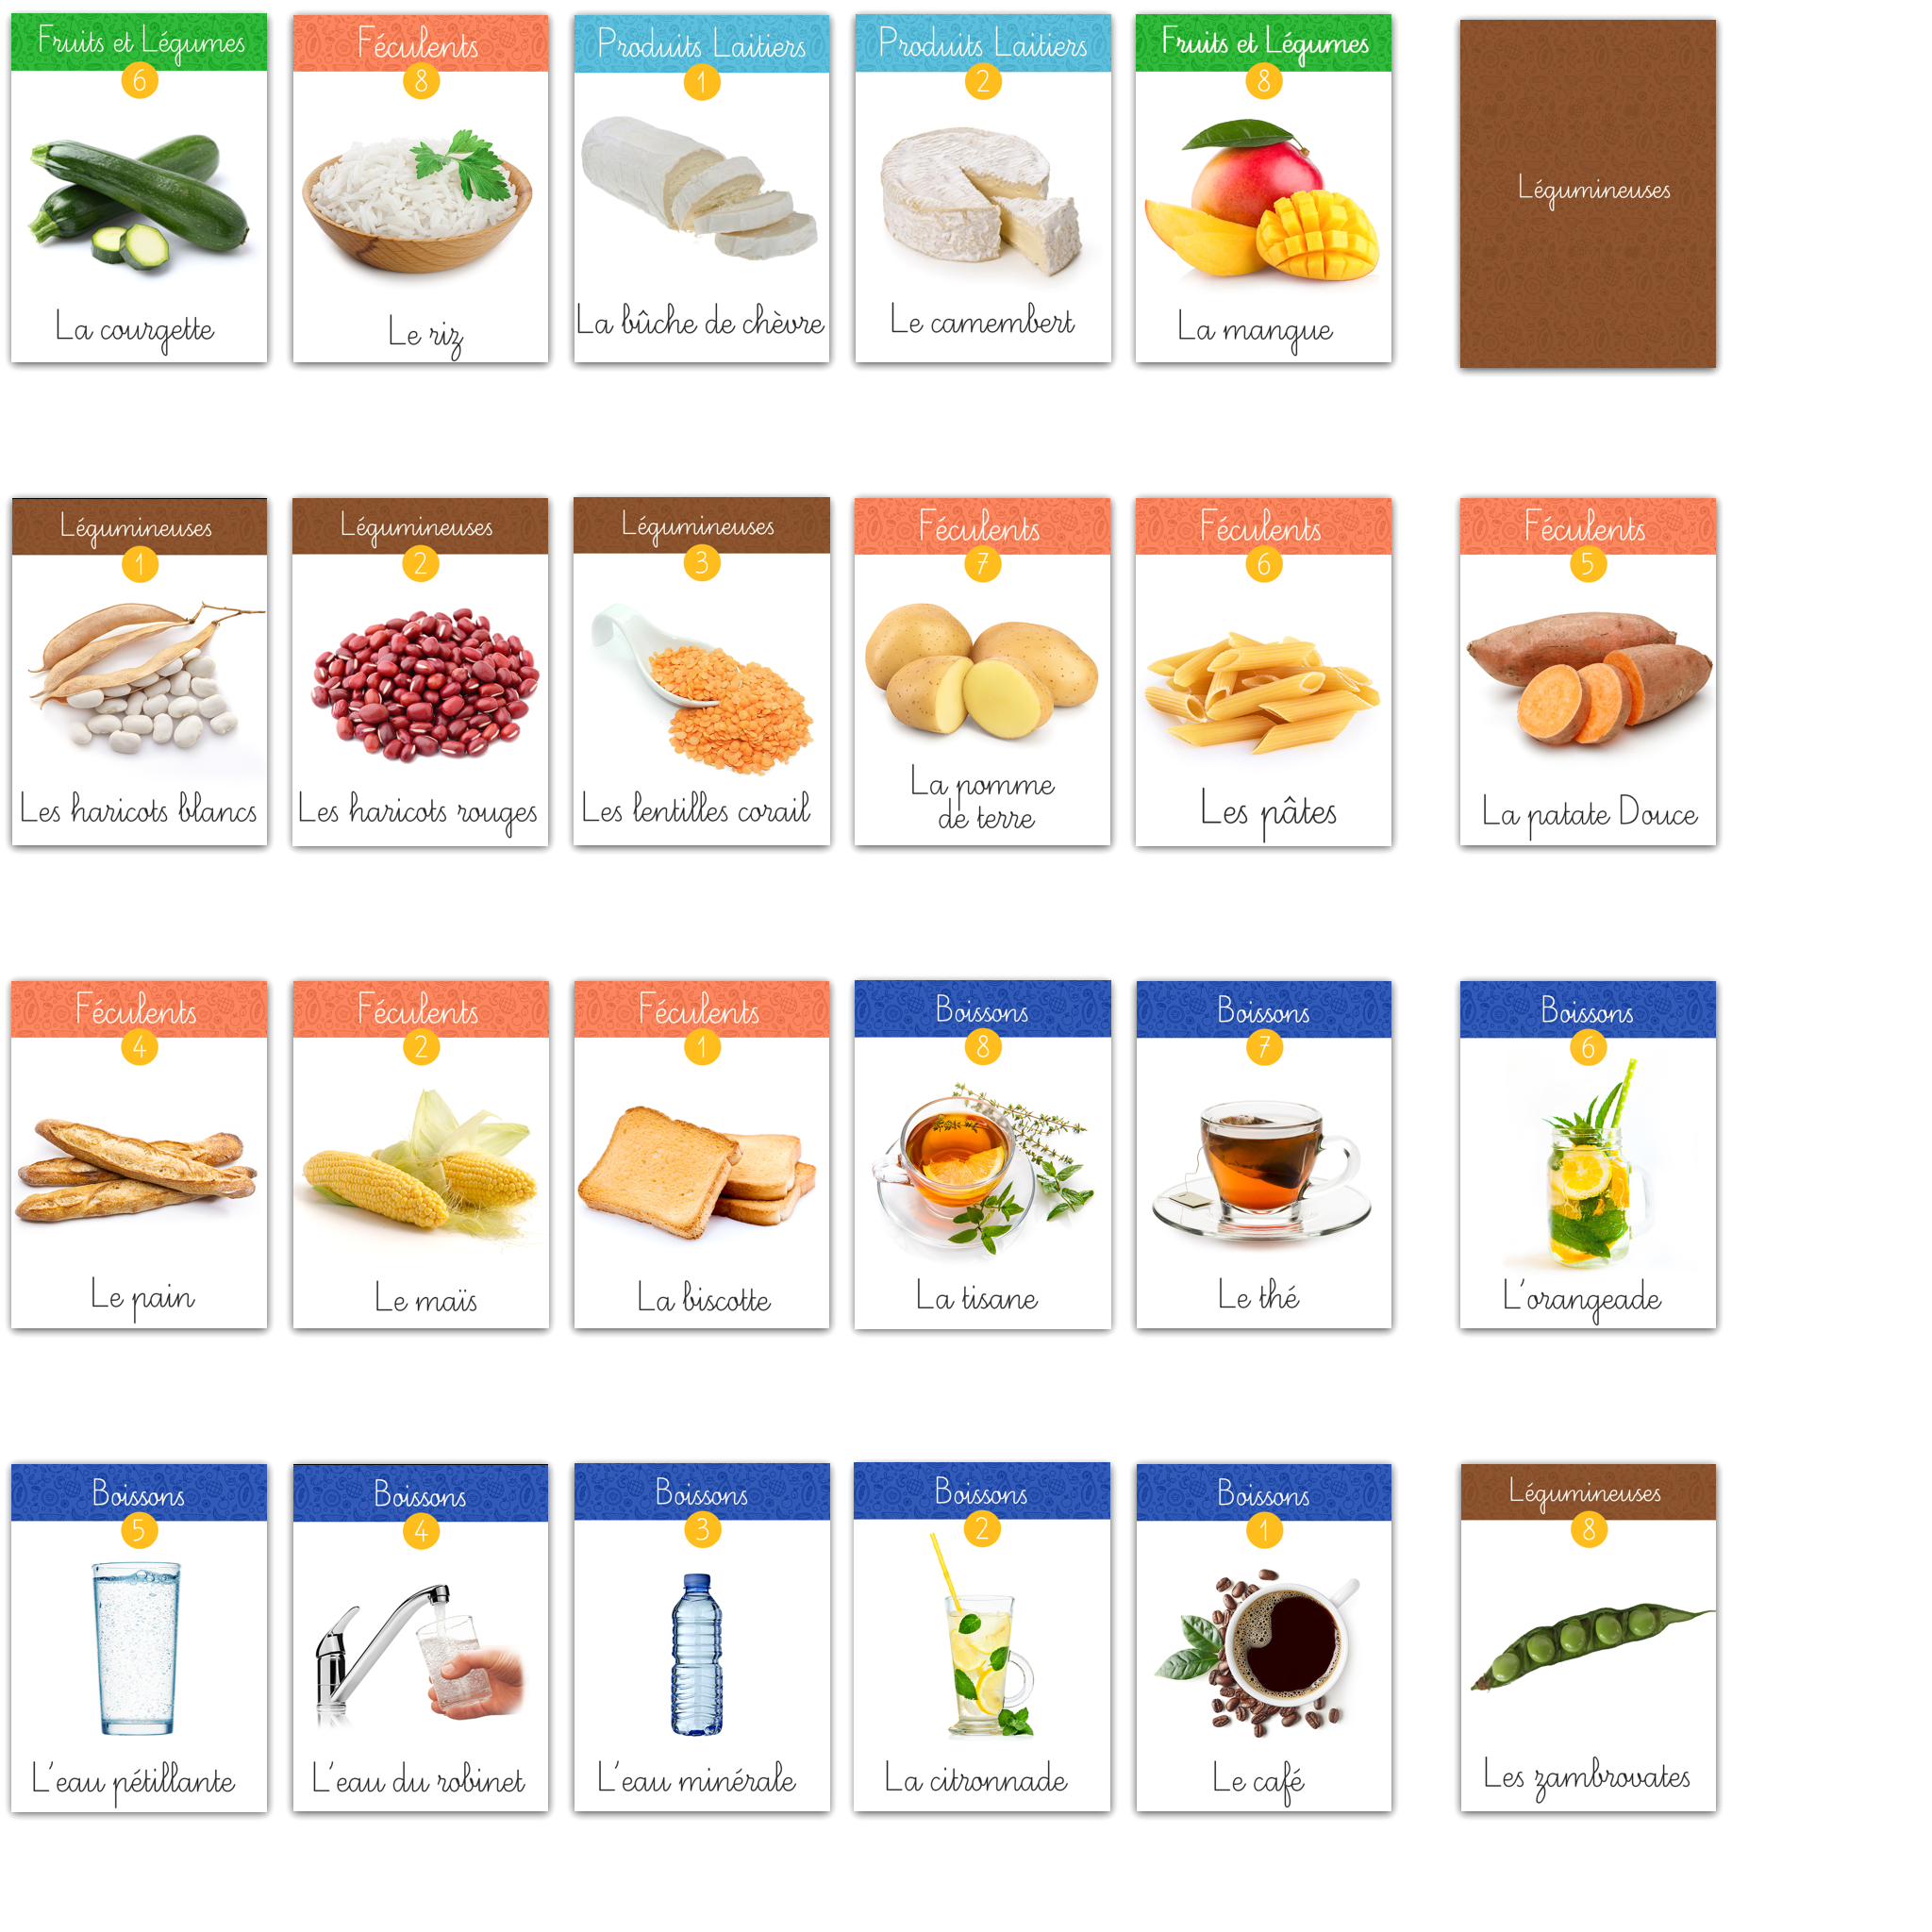 Fruits et Légumes
6
La courgette
Féculents
8
Le riz
Produits Laitiers
1
La bûche de chèvre
Produits Laitiers
2
Le camembert
Fruits et Légumes
8
La mangue
Légumineuses
Légumineuses
1
Les haricots blancs
Légumineuses
2
Les haricots rouges
Légumineuses
3
Les lentilles corail
Féculents
7
La pomme
de terre
Féculents
6
Les pâtes
Féculents
5
La patate Douce
Féculents
4
Le pain
Féculents
2
Le maïs
Féculents
1
La biscotte
Boissons
8
La tisane
Boissons
7
Le thé
Boissons
6
L'orangeade
Boissons
5
L'eau pétillante
Boissons
4
L'eau du robinet
Boissons
3
L'eau minérale
Boissons
2
La citronnade
Boissons
1
Le café
Légumineuses
8
Les zambrovates